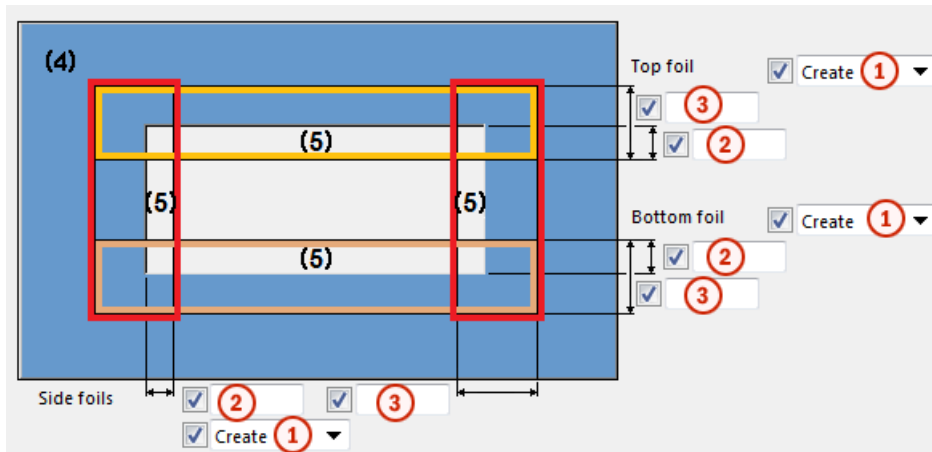 (4)
Top foil
Create 1
3
(5)
2
(5)
(5)
Bottom foil
Create 1
2
(5)
3
Side foils
2
3
Create 1